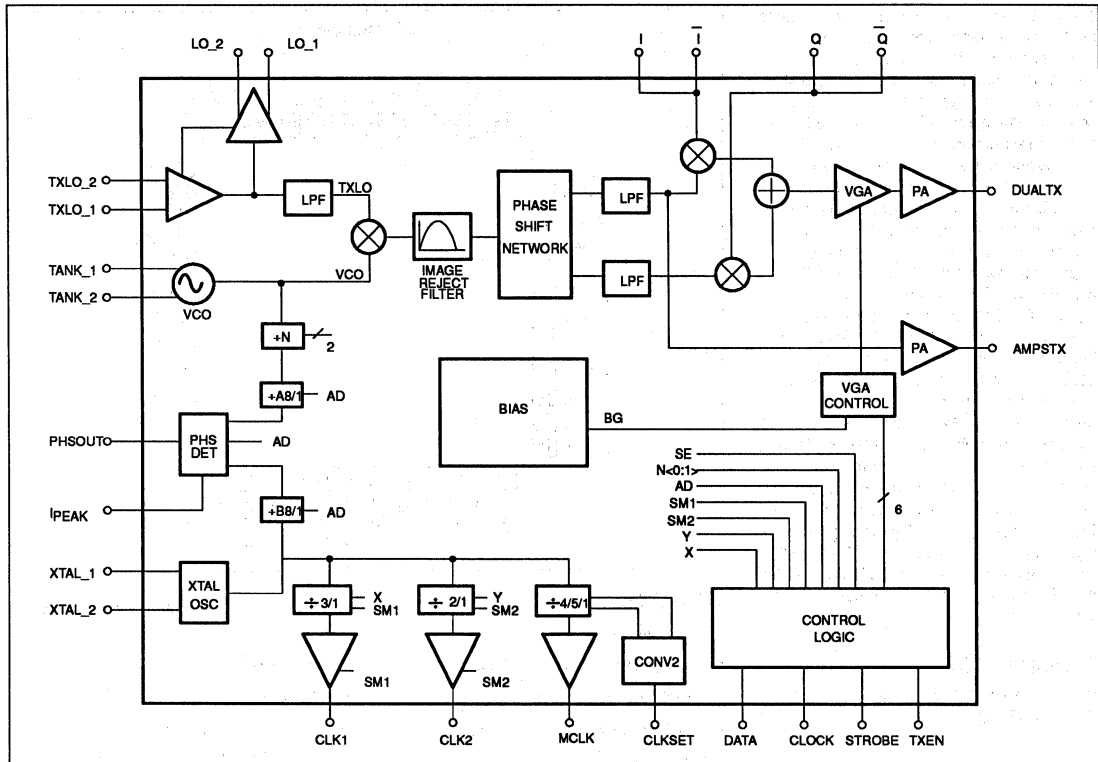 LO_2 LO_1 I I Q Q
TXLO_2
TXLO_1
LPF
TXLO
TANK_1
TANK_2
VCO
VCO
IMAGE
REJECT
FILTER
PHASE
SHIFT
NETWORK
LPF
LPF
VGA
PA
DUALTX
PA
AMPSTX
VGA
CONTROL
÷N
2
+A8/1
AD
PHSOUT
PHS
DET
AD
IPEAK
+B8/1
AD
BIAS
BG
SE
N<0:1>
AD
SM1
SM2
Y
X
6
XTAL_1
XTAL_2
XTAL
OSC
÷3/1
X
SM1
÷ 2/1
Y
SM2
÷4/5/1
CONV2
CONTROL
LOGIC
SM1
SM2
CLK1 CLK2 MCLK CLKSET DATA CLOCK STROBE TXEN